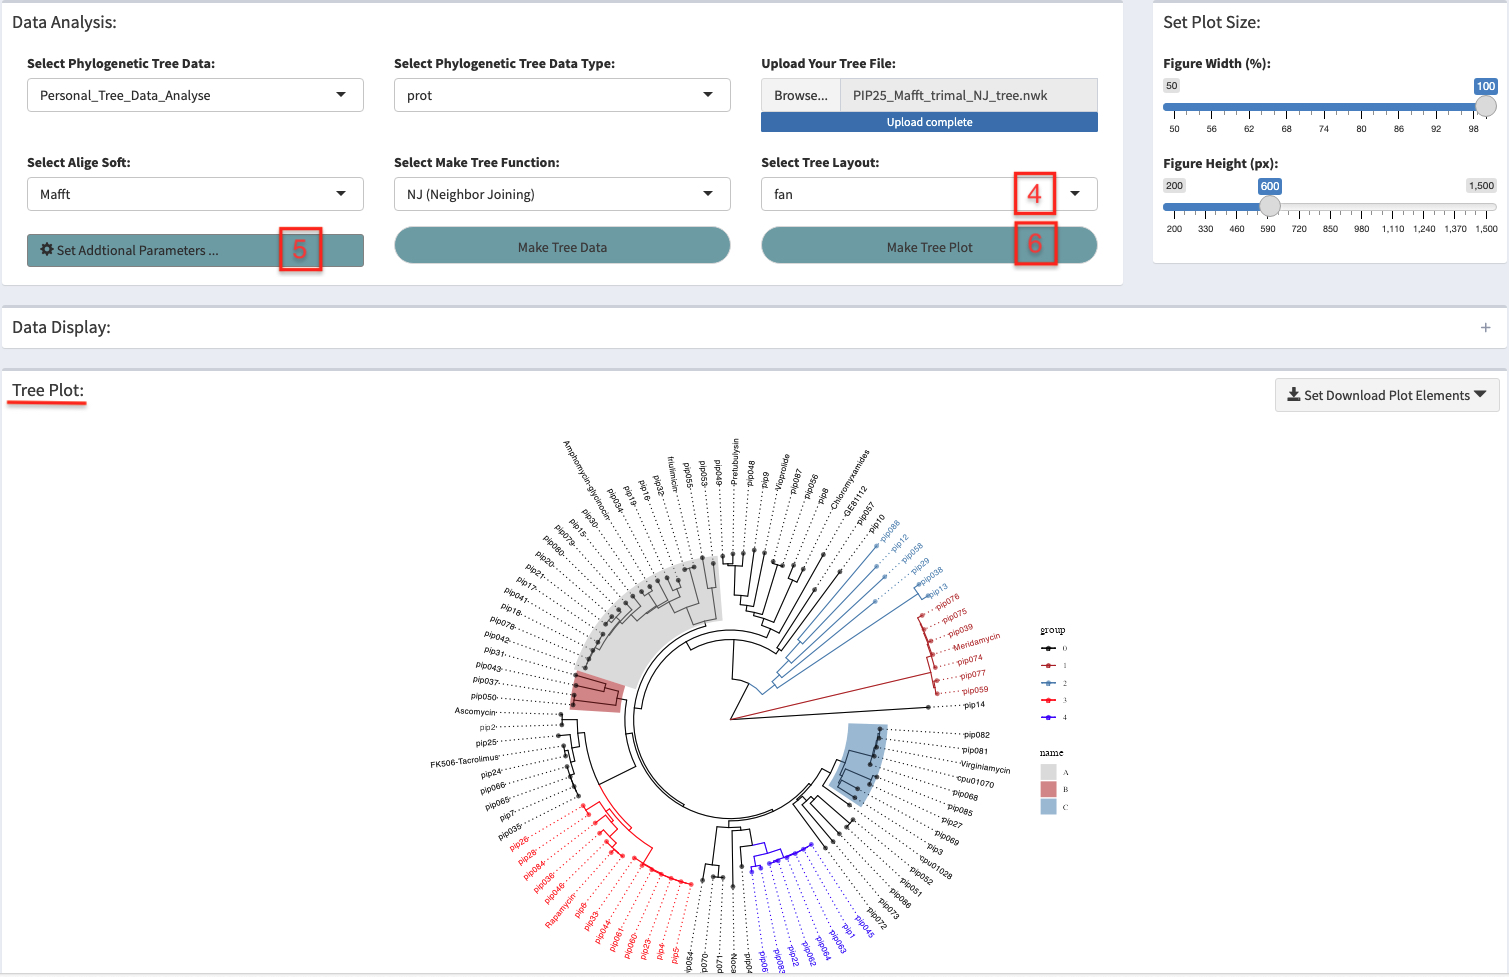 Data Analysis:
Set Plot Size:
Select Phylogenetic Tree Data:
Select Phylogenetic Tree Data Type:
Upload Your Tree File:
Figure Width (%):
Personal_Tree_Data_Analyse
prot
Browse...
PIP25_Mafft_trimal_NJ_tree.nwk
Upload complete
50
100
50 56 62 68 74 80 86 92 98
Select Alige Soft:
Select Make Tree Function:
Select Tree Layout:
Figure Height (px):
Mafft
NJ (Neighbor Joining)
fan
4
200
600
1,500
200 330 460 590 720 850 980 1,110 1,240 1,370 1,500
Set Addtional Parameters ...
5
Make Tree Data
Make Tree Plot
6
Data Display:
+
Tree Plot:
Set Download Plot Elements
Amphomycin-glycinocin
pip034
pip19
pip16
pip32
friulimicin
pip055
pip053
pip049
Pretubulysin
pip048
pip9
Vioprolide
pip087
pip056
pip8
Chloromyxamides
GE81112
pip057
pip10
pip088
pip12
pip058
pip29
pip038
pip13
pip076
pip075
pip039
Meridamycin
pip074
pip077
pip059
pip14
pip082
pip081
Virginiamycin
cpu01070
pip068
pip085
pip27
pip069
pip3
cpu01028
pip052
pip051
pip086
pip073
pip072
pip045
pip1
pip063
pip064
pip062
pip22
pip083
pip06
pip04
Noca
p071
p070
p054
pip5
pip4
pip23
pip060
pip061
pip044
pip33
pip6
Rapamycin
pip046
pip036
pip084
pip28
pip26
pip035
pip7
pip065
pip066
pip24
FK506-Tacrolimus
pip25
pip2
Ascomycin
pip050
pip037
pip043
pip31
pip042
pip078
pip18
pip041
pip17
pip21
pip20
pip080
pip079
pip15
pip30
group
0
1
2
3
4
name
A
B
C